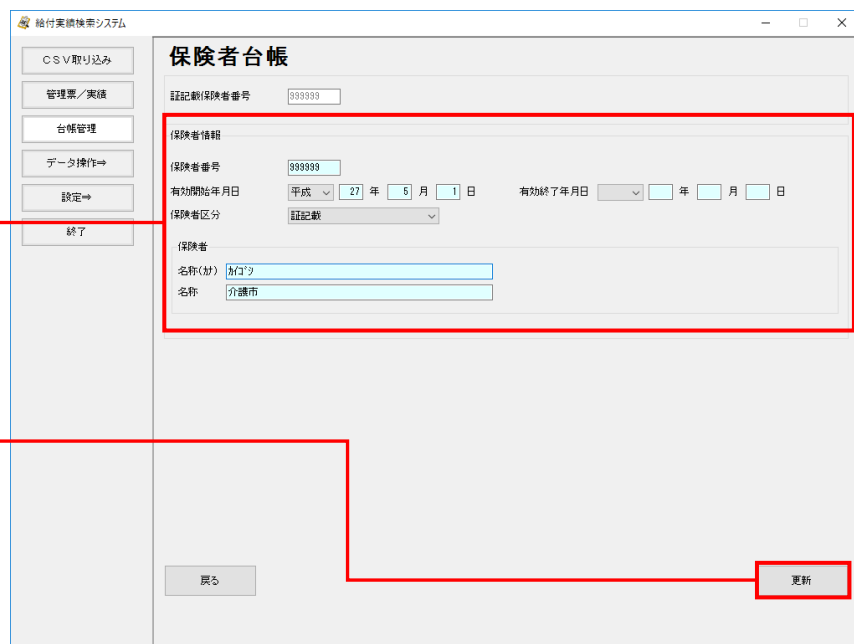 給付実績検索システム
CSV取り込み
管理票／実績
台帳管理
データ操作⇒
設定⇒
終了
保険者台帳
証記載保険者番号 999999
保険者情報
保険者番号 999999
有効開始年月日 平成 27 年 5 月 1 日 有効終了年月日 年 月 日
保険者区分 証記載
保険者
名称(ｶﾅ) ｶｲｺﾞｼ
名称 介護市
戻る
更新